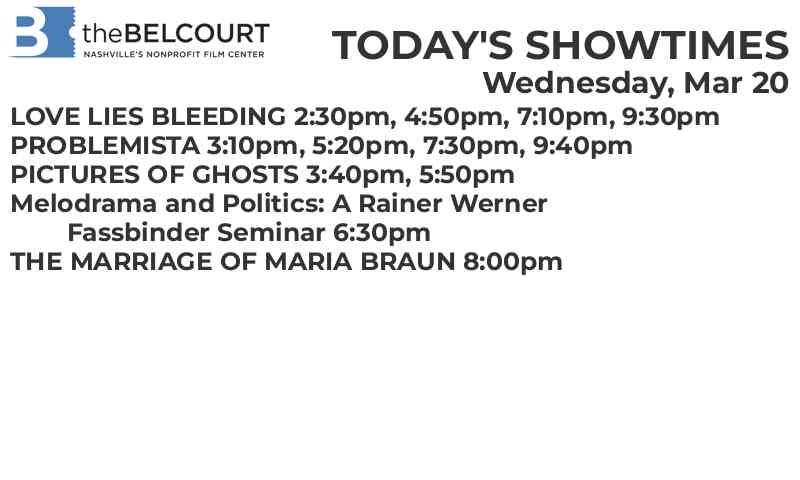 B theBELCOURT
NASHVILLE'S NONPROFIT FILM CENTER
TODAY'S SHOWTIMES
Wednesday, Mar 20
LOVE LIES BLEEDING 2:30pm, 4:50pm, 7:10pm, 9:30pm
PROBLEMISTA 3:10pm, 5:20pm, 7:30pm, 9:40pm
PICTURES OF GHOSTS 3:40pm, 5:50pm
Melodrama and Politics: A Rainer Werner
Fassbinder Seminar 6:30pm
THE MARRIAGE OF MARIA BRAUN 8:00pm